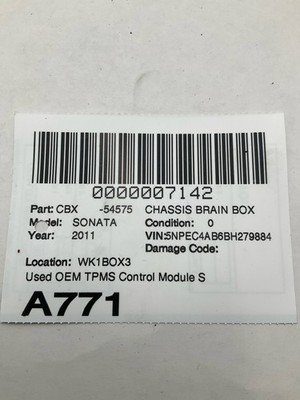 0000007142
Part: CBX -54575 CHASSIS BRAIN BOX
Model: SONATA Condition: 0
Year: 2011 VIN:5NPEC4AB6BH279884
Damage Code:
Location: WK1BOX3
Used OEM TPMS Control Module S
A771